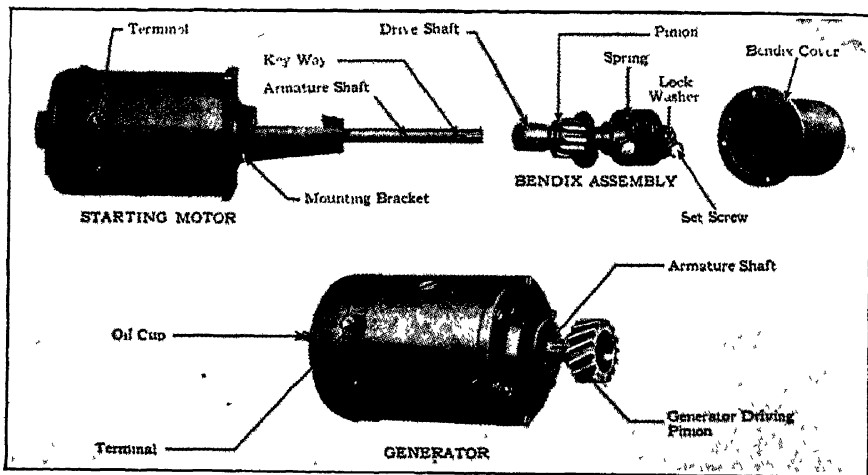 Terminal
Drive Shaft
Pinion
Bendix Cover
Key Way
Spring
Armature Shaft
Lock
Washer
BENDIX ASSEMBLY
Mounting Bracket
STARTING MOTOR
Set Screw
Armature Shaft
Oil Cup
Generator Driving
Pinion
Terminal
GENERATOR